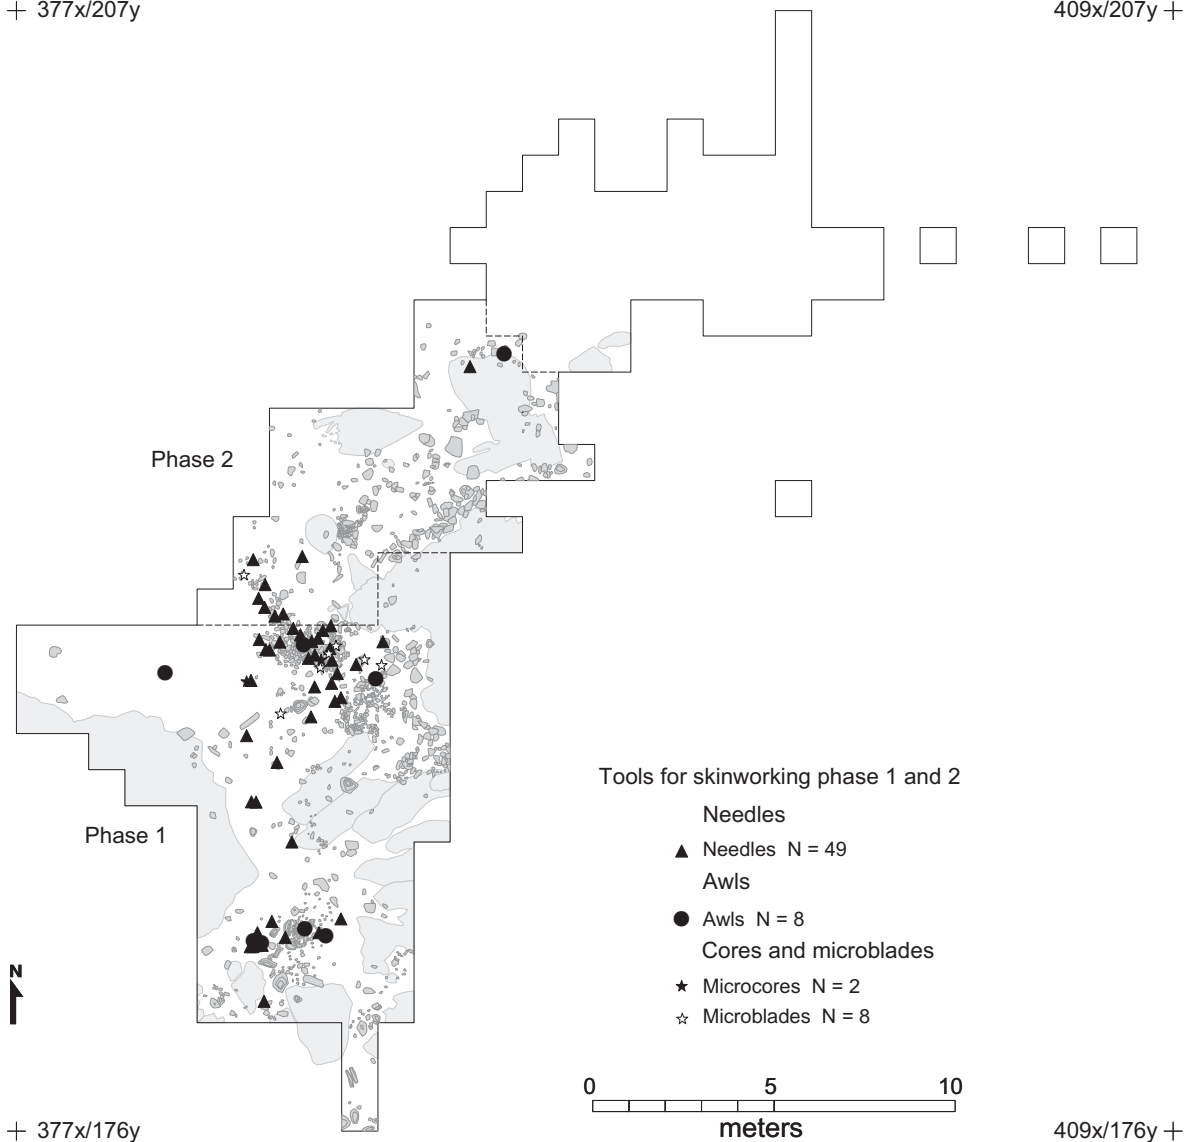 377x/207y
409x/207y
Phase 2
Phase 1
Tools for skinworking phase 1 and 2
Needles
Needles N = 49
Awls
Awls N = 8
Cores and microblades
Microcores N = 2
Microblades N = 8
N
0 5 10
meters
377x/176y
409x/176y